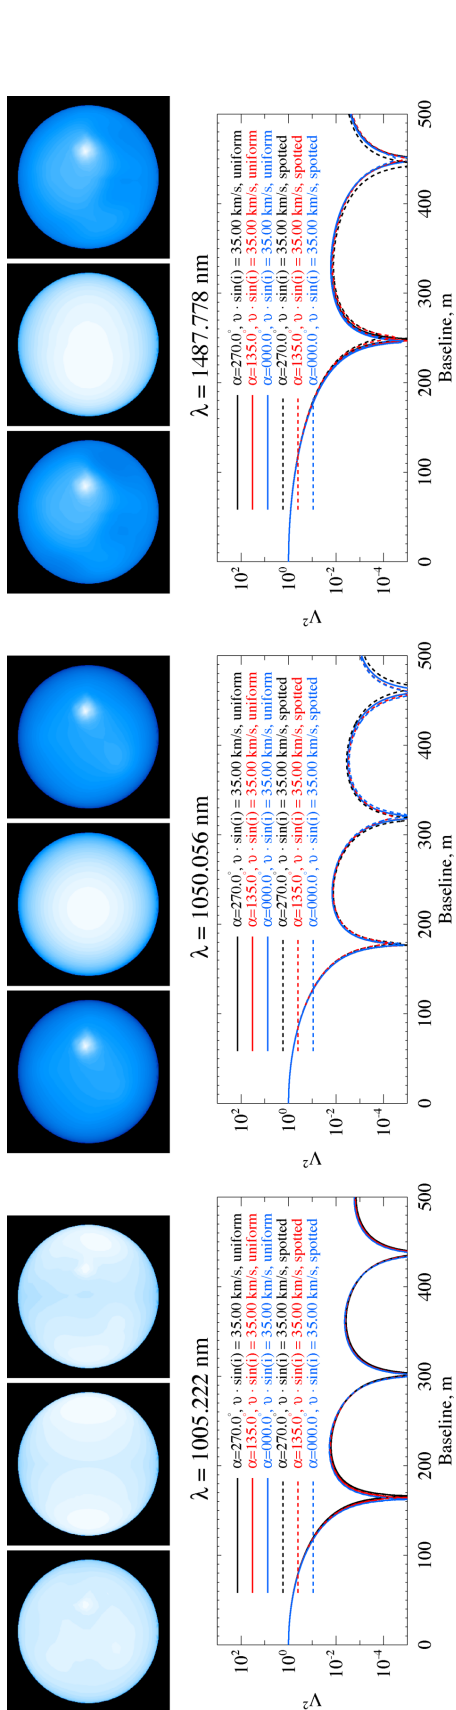 λ = 1005.222 nm
α=270.0°, υ · sin(i) = 35.00 km/s, uniform
α=135.0°, υ · sin(i) = 35.00 km/s, uniform
α=000.0°, υ · sin(i) = 35.00 km/s, uniform
α=270.0°, υ · sin(i) = 35.00 km/s, spotted
α=135.0°, υ · sin(i) = 35.00 km/s, spotted
α=000.0°, υ · sin(i) = 35.00 km/s, spotted
10²
10⁰
10⁻²
10⁻⁴
V²
0 100 200 300 400 500
Baseline, m
λ = 1050.056 nm
α=270.0°, υ · sin(i) = 35.00 km/s, uniform
α=135.0°, υ · sin(i) = 35.00 km/s, uniform
α=000.0°, υ · sin(i) = 35.00 km/s, uniform
α=270.0°, υ · sin(i) = 35.00 km/s, spotted
α=135.0°, υ · sin(i) = 35.00 km/s, spotted
α=000.0°, υ · sin(i) = 35.00 km/s, spotted
10²
10⁰
10⁻²
10⁻⁴
V²
0 100 200 300 400 500
Baseline, m
λ = 1487.778 nm
α=270.0°, υ · sin(i) = 35.00 km/s, uniform
α=135.0°, υ · sin(i) = 35.00 km/s, uniform
α=000.0°, υ · sin(i) = 35.00 km/s, uniform
α=270.0°, υ · sin(i) = 35.00 km/s, spotted
α=135.0°, υ · sin(i) = 35.00 km/s, spotted
α=000.0°, υ · sin(i) = 35.00 km/s, spotted
10²
10⁰
10⁻²
10⁻⁴
V²
0 100 200 300 400 500
Baseline, m